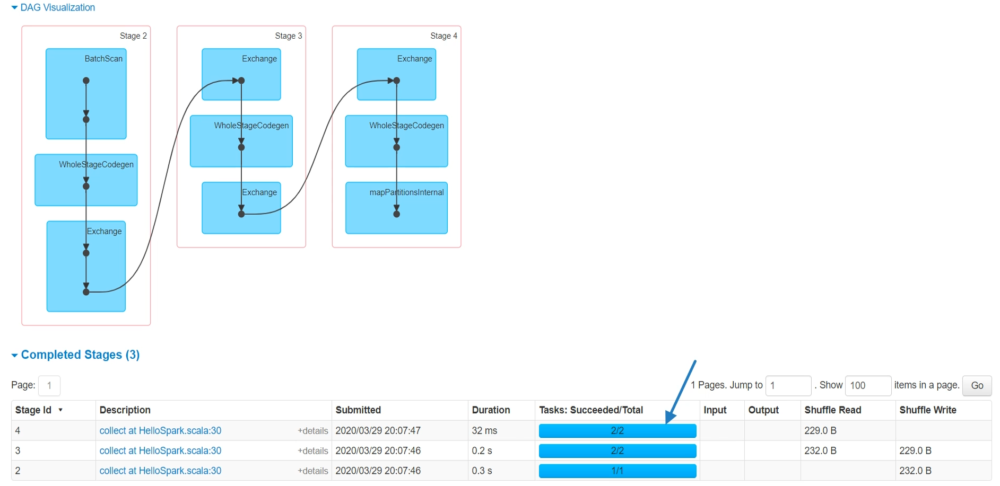 DAG Visualization
Stage 2
BatchScan
WholeStageCodegen
Exchange
Stage 3
Exchange
WholeStageCodegen
Exchange
Stage 4
Exchange
WholeStageCodegen
mapPartitionsInternal
Completed Stages (3)
Page: 1
1 Pages. Jump to 1 . Show 100 items in a page. Go
Stage Id ▼ Description Submitted Duration Tasks: Succeeded/Total Input Output Shuffle Read Shuffle Write
4 collect at HelloSpark.scala:30 +details 2020/03/29 20:07:47 32 ms 2/2 229.0 B
3 collect at HelloSpark.scala:30 +details 2020/03/29 20:07:46 0.2 s 2/2 232.0 B 229.0 B
2 collect at HelloSpark.scala:30 +details 2020/03/29 20:07:46 0.3 s 1/1 232.0 B